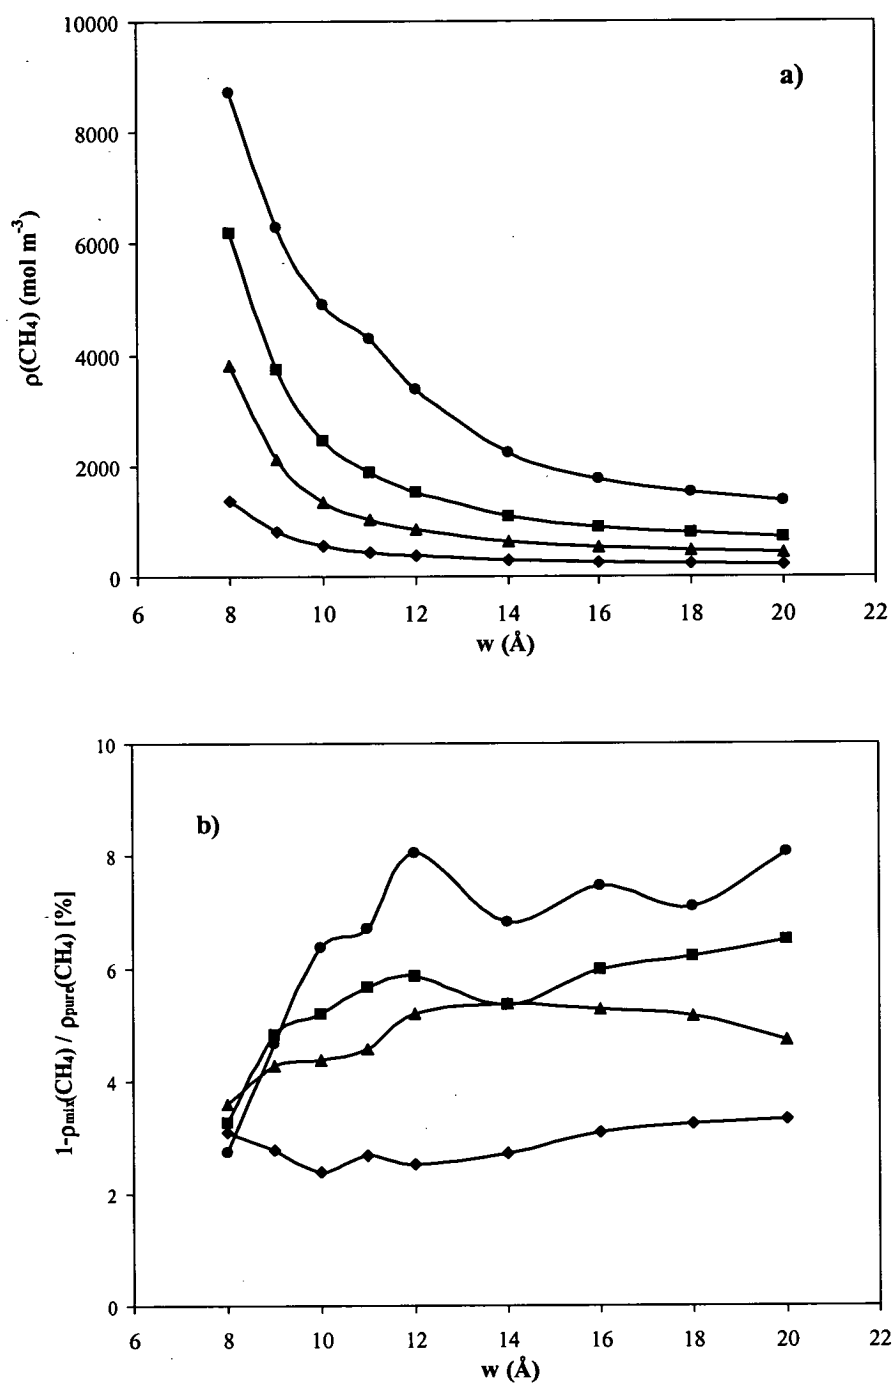 10000
a)
8000
6000
4000
2000
0
ρ(CH₄) (mol m⁻³)
6 8 10 12 14 16 18 20 22
w (Å)
10
b)
8
6
4
2
0
1-ρmix(CH₄) / ρpure(CH₄) [%]
6 8 10 12 14 16 18 20 22
w (Å)